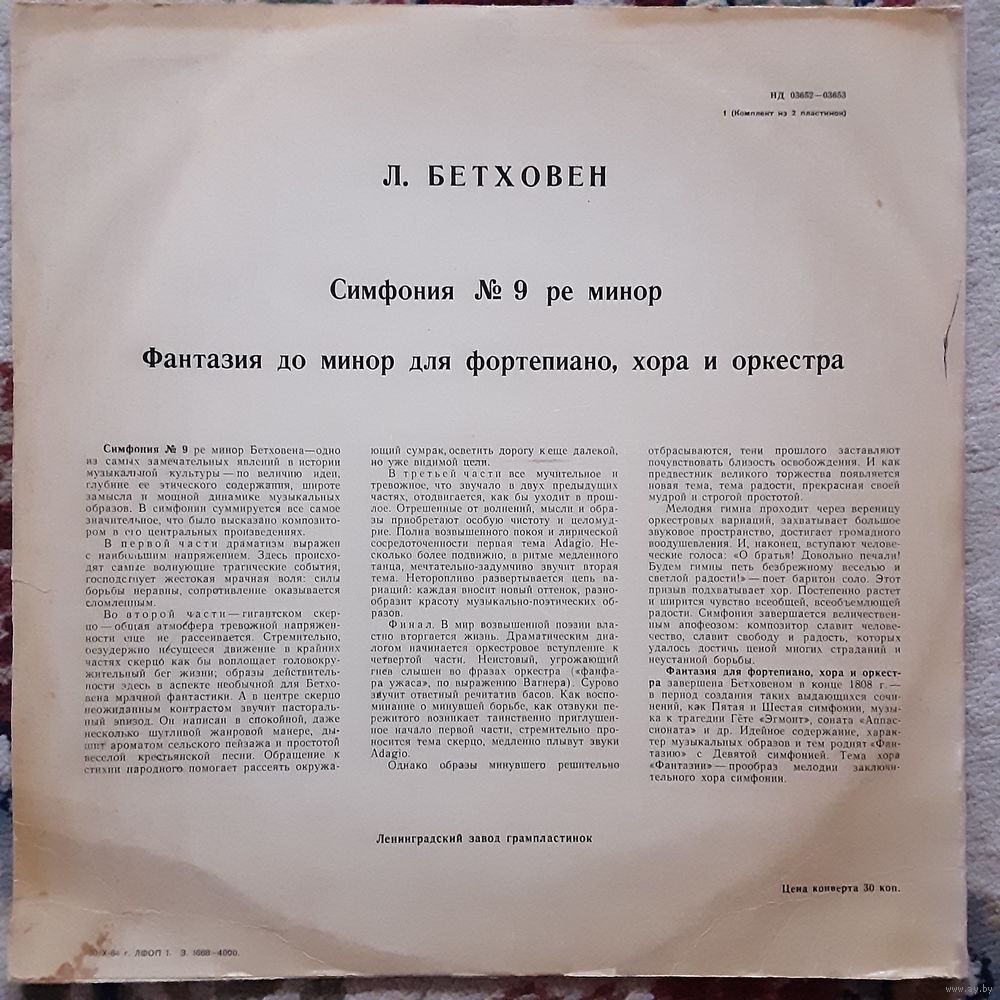 НД 03652—03653
1 (Комплект из 2 пластинок)
Л. БЕТХОВЕН
Симфония № 9 ре минор
Фантазия до минор для фортепиано, хора и оркестра
Симфония № 9 ре минор Бетховена—одно
из самых замечательных явлений в истории
музыкальной культуры—по величию идеи,
глубине ее этического содержания, широте
замысла и мощной динамике музыкальных
образов. В симфонии суммируется все самое
значительное, что было высказано композито-
ром в его центральных произведениях.
В первой части драматизм выражен
с наибольшим напряжением. Здесь происхо-
дят самые волнующие трагические события,
господствует жестокая мрачная воля: силы
борьбы неравны, сопротивление оказывается
сломленным.
Во второй части—гигантском скер-
цо—общая атмосфера тревожной напряжен-
ности еще не рассеивается. Стремительно,
безудержно несущееся движение в крайних
частях скерцо как бы воплощает головокру-
жительный бег жизни; образы действитель-
ности здесь в аспекте необычной для Бетхо-
вена мрачной фантастики. А в центре скерцо
неожиданным контрастом звучит пастораль-
ный эпизод. Он написан в спокойной, даже
несколько шутливой жанровой манере, ды-
шит ароматом сельского пейзажа и простотой
веселой крестьянской песни. Обращение к
стихии народного помогает рассеять окружа-
ющий сумрак, осветить дорогу к еще далекой,
но уже видимой цели.
В третьей части все мучительное и
тревожное, что звучало в двух предыдущих
частях, отодвигается, как бы уходит в прош-
лое. Отрешенные от волнений, мысли и обра-
зы приобретают особую чистоту и целомуд-
рие. Полна возвышенного покоя и лирической
сосредоточенности первая тема Adagio. Не-
сколько более подвижно, в ритме медленного
танца, мечтательно-задумчиво звучит вторая
тема. Неторопливо развертывается цепь ва-
риаций: каждая вносит новый оттенок, разно-
образит красоту музыкально-поэтических об-
разов.
Финал. В мир возвышенной поэзии вла-
стно вторгается жизнь. Драматическим диа-
логом начинается оркестровое вступление к
четвертой части. Неистовый, угрожающий
гнев слышен во фразах оркестра («фанфа-
ра ужаса», по выражению Вагнера). Сурово
звучит ответный речитатив басов. Как воспо-
минание о минувшей борьбе, как отзвуки пе-
режитого возникает таинственно приглушен-
ное начало первой части, стремительно про-
носится тема скерцо, медленно плывут звуки
Adagio.
Однако образы минувшего решительно
отбрасываются, тени прошлого заставляют
почувствовать близость освобождения. И как
предвестник великого торжества появляется
новая тема, тема радости, прекрасная своей
мудрой и строгой простотой.
Мелодия гимна проходит через вереницу
оркестровых вариаций, захватывает большое
звуковое пространство, достигает громадного
воодушевления. И, наконец, вступают челове-
ческие голоса: «О братья! Довольно печали!
Будем гимны петь безбрежному веселью и
светлой радости!»—поет баритон соло. Этот
призыв подхватывает хор. Постепенно растет
и ширится чувство всеобщей, всеобъемлющей
радости. Симфония завершается величествен-
ным апофеозом: композитор славит челове-
чество, славит свободу и радость, которых
удалось достичь ценой многих страданий и
неустанной борьбы.
Фантазия для фортепиано, хора и оркест-
ра завершена Бетховеном в конце 1808 г.—
в период создания таких выдающихся сочи-
нений, как Пятая и Шестая симфонии, музы-
ка к трагедии Гёте «Эгмонт», соната «Аппас-
сионата» и др. Идейное содержание, харак-
тер музыкальных образов и тем роднят «Фан-
тазию» с Девятой симфонией. Тема хора
«Фантазии»—прообраз мелодии заключи-
тельного хора симфонии.
Ленинградский завод грампластинок
Цена конверта 30 коп.
г. ЛФОП 1. З. 1668—4000.
www.ay.by